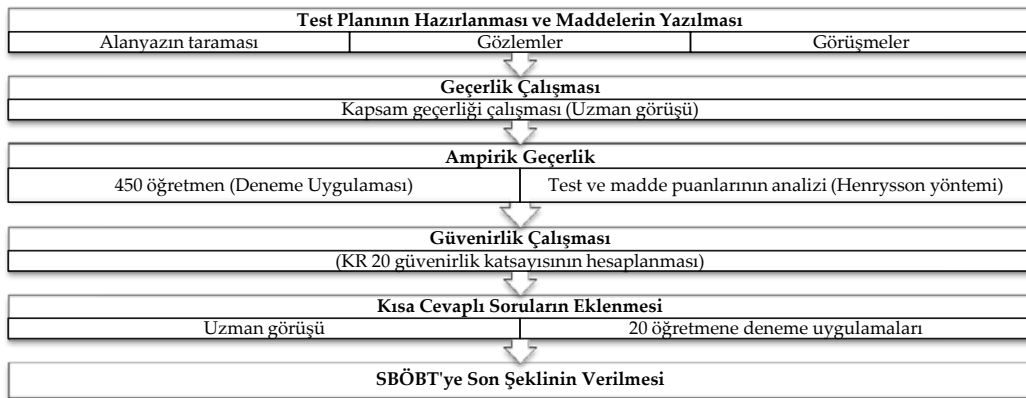 Test Planının Hazırlanması ve Maddelerin Yazılması
Alanyazın taraması Gözlemler Görüşmeler
Geçerlik Çalışması
Kapsam geçerliği çalışması (Uzman görüşü)
Ampirik Geçerlik
450 öğretmen (Deneme Uygulaması) Test ve madde puanlarının analizi (Henrysson yöntemi)
Güvenirlik Çalışması
(KR 20 güvenirlik katsayısının hesaplanması)
Kısa Cevaplı Soruların Eklenmesi
Uzman görüşü 20 öğretmene deneme uygulamaları
SBÖBT'ye Son Şeklinin Verilmesi